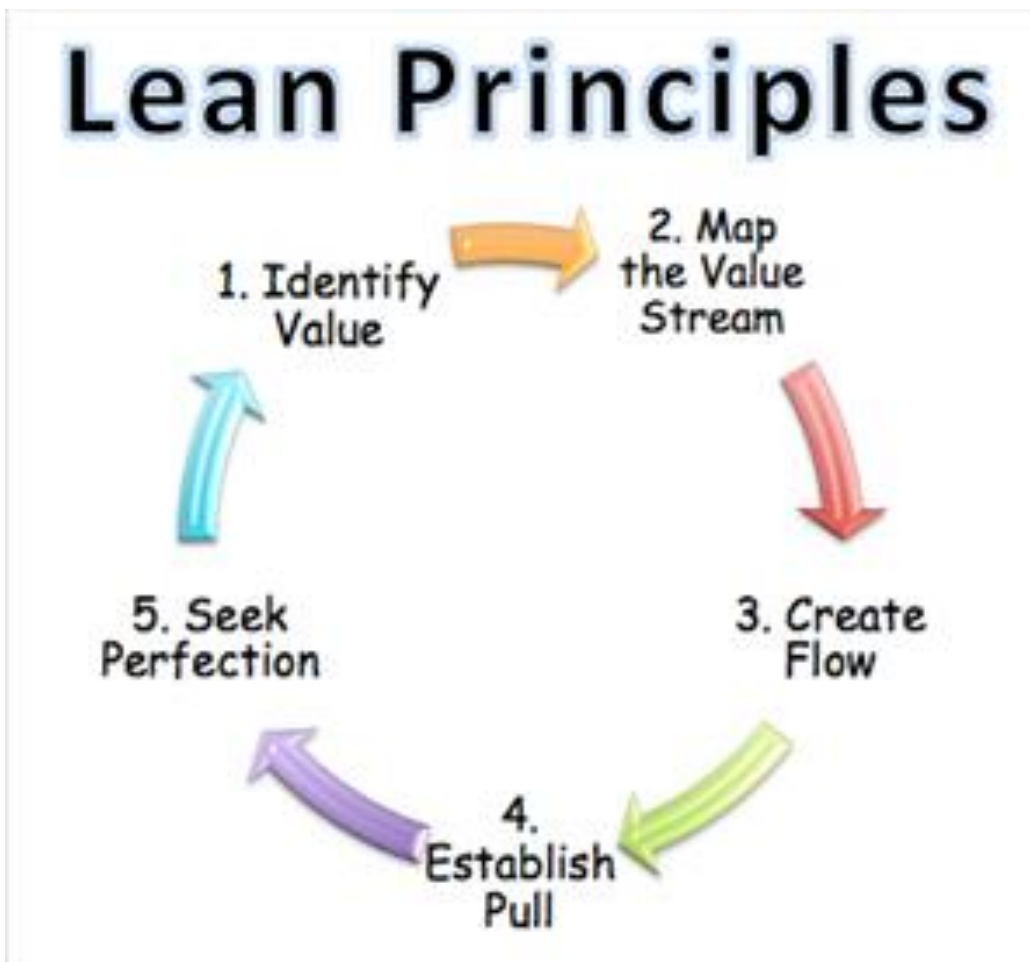 Lean Principles
1. Identify
Value
2. Map
the Value
Stream
3. Create
Flow
4.
Establish
Pull
5. Seek
Perfection